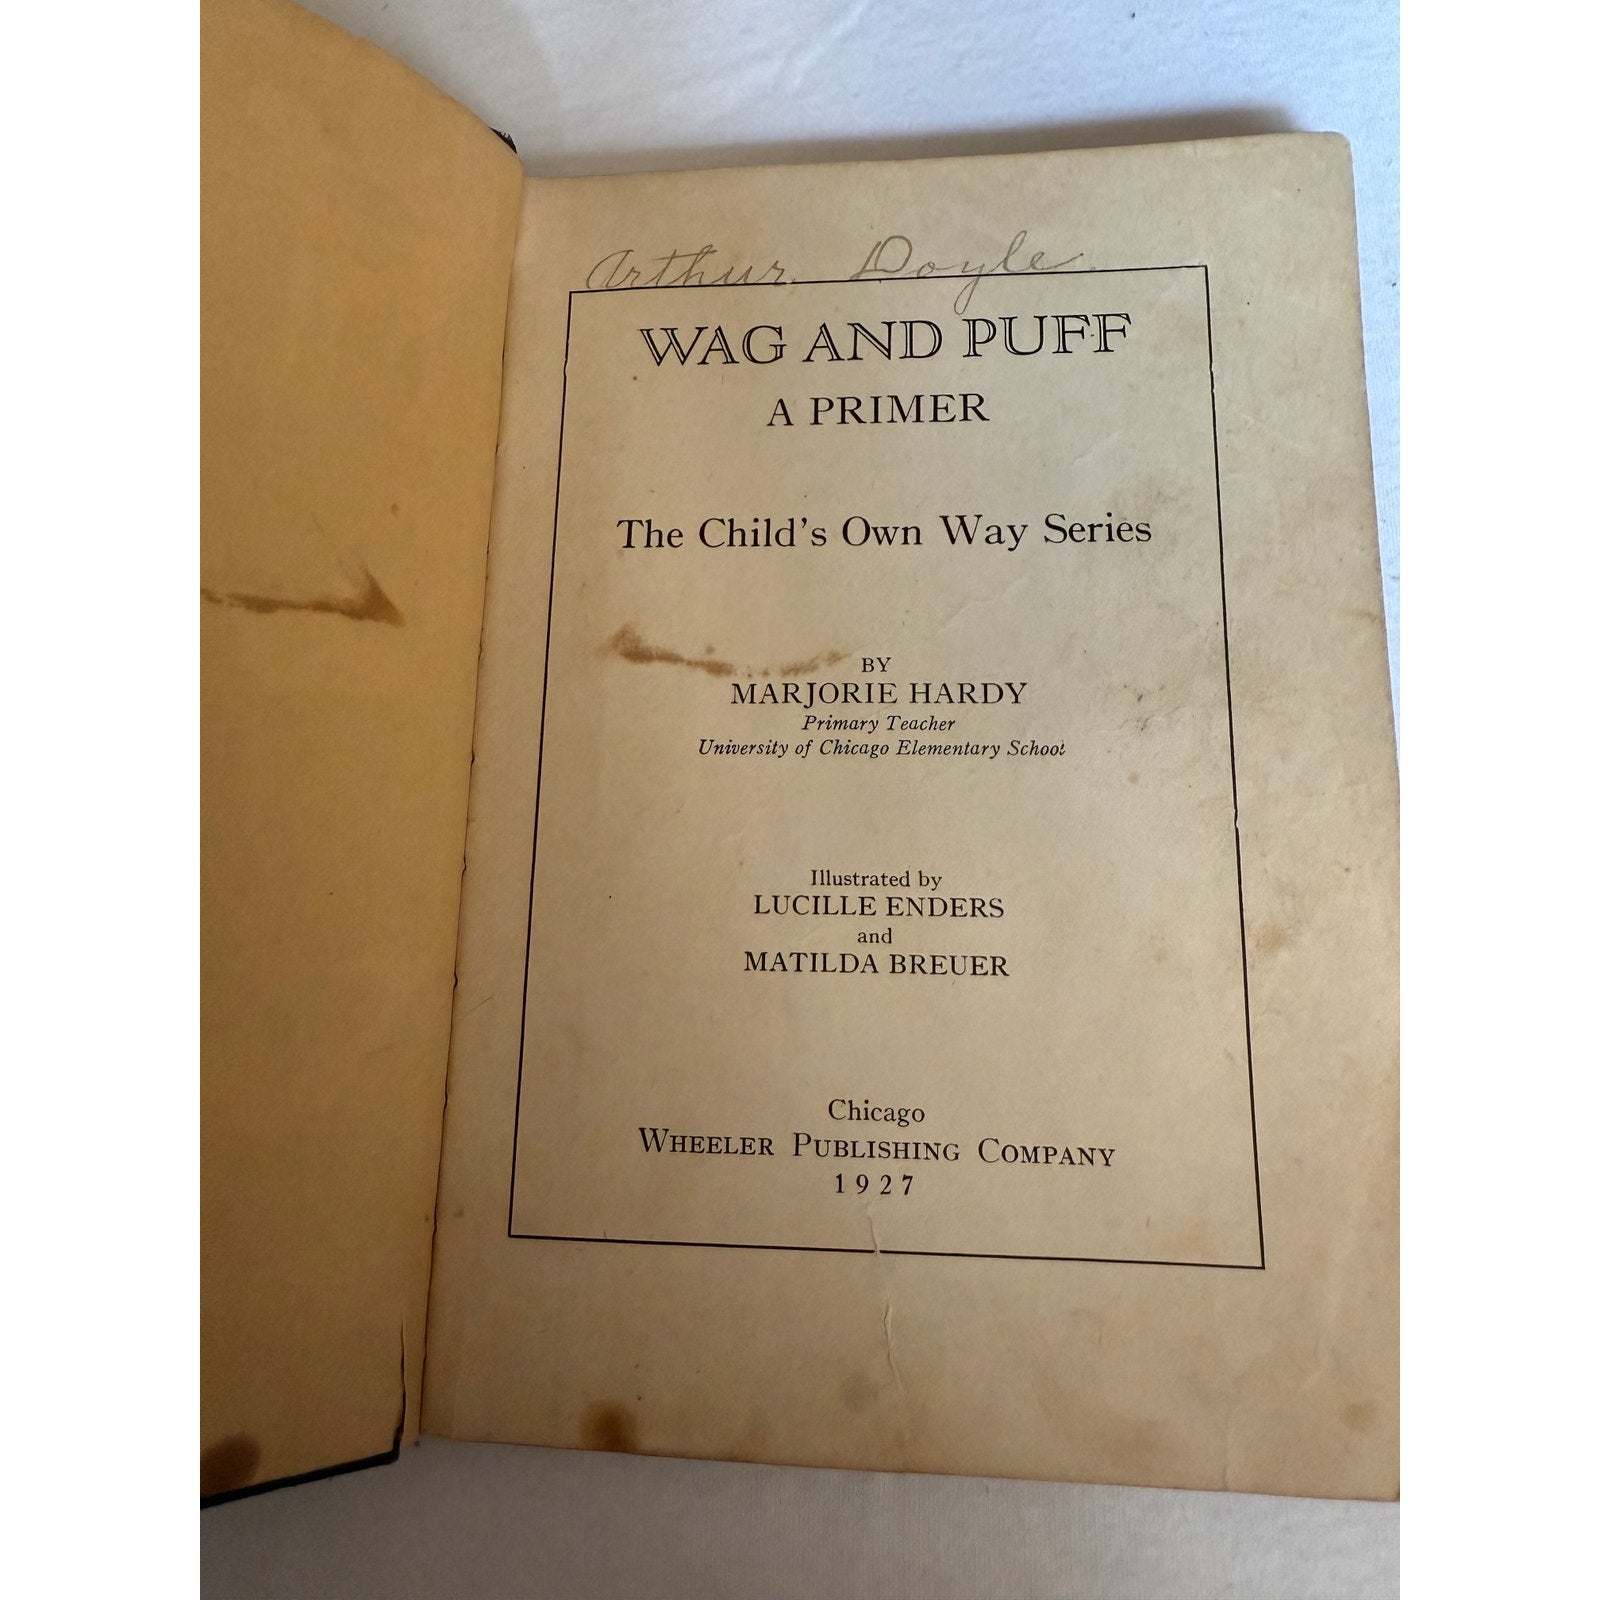 Arthur Doyle
WAG AND PUFF
A PRIMER
The Child's Own Way Series
BY
MARJORIE HARDY
Primary Teacher
University of Chicago Elementary School
Illustrated by
LUCILLE ENDERS
and
MATILDA BREUER
Chicago
WHEELER PUBLISHING COMPANY
1927